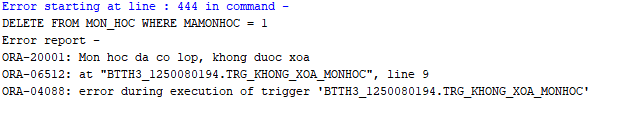 Error starting at line : 444 in command -
DELETE FROM MON_HOC WHERE MAMONHOC = 1
Error report -
ORA-20001: Mon hoc da co lop, khong duoc xoa
ORA-06512: at "BTTH3_1250080194.TRG_KHONG_XOA_MONHOC", line 9
ORA-04088: error during execution of trigger 'BTTH3_1250080194.TRG_KHONG_XOA_MONHOC'